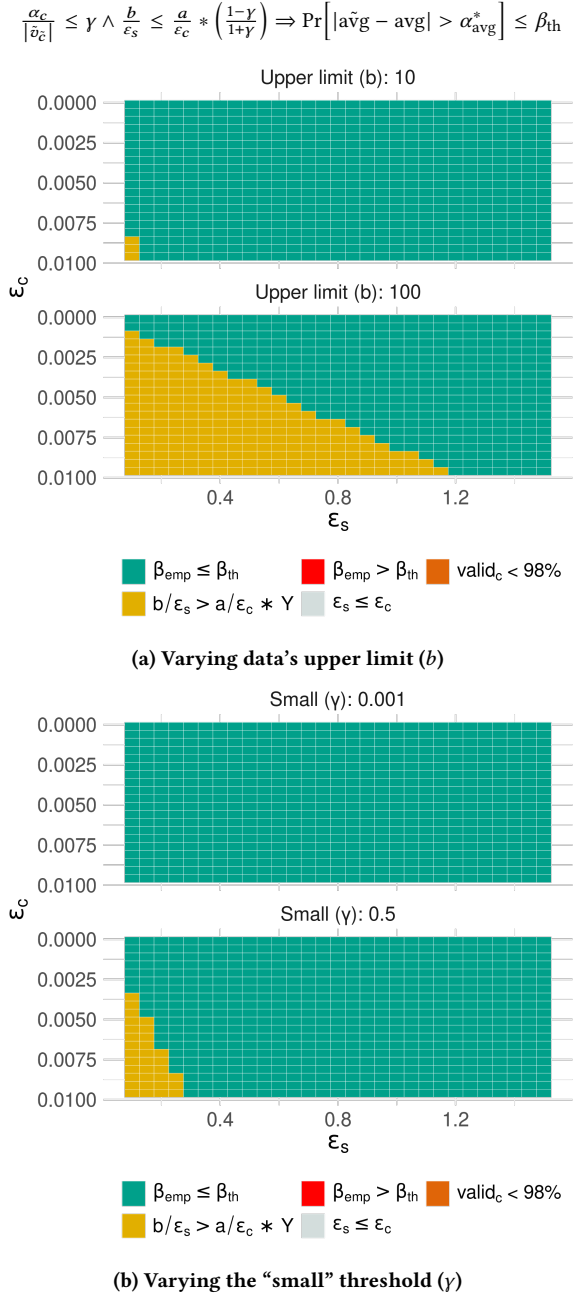 α_c/|ṽ_c̃| ≤ γ ∧ b/ε_s ≤ a/ε_c ∗ (1−γ/1+γ) ⇒ Pr[|ãvg − avg| > α*_avg] ≤ β_th
Upper limit (b): 10
0.0000
0.0025
0.0050
0.0075
0.0100
ε_c
Upper limit (b): 100
0.0000
0.0025
0.0050
0.0075
0.0100
0.4 0.8 1.2
ε_s
β_emp ≤ β_th β_emp > β_th valid_c < 98%
b/ε_s > a/ε_c ∗ Y ε_s ≤ ε_c
(a) Varying data's upper limit (b)
Small (γ): 0.001
0.0000
0.0025
0.0050
0.0075
0.0100
ε_c
Small (γ): 0.5
0.0000
0.0025
0.0050
0.0075
0.0100
0.4 0.8 1.2
ε_s
β_emp ≤ β_th β_emp > β_th valid_c < 98%
b/ε_s > a/ε_c ∗ Y ε_s ≤ ε_c
(b) Varying the “small” threshold (γ)